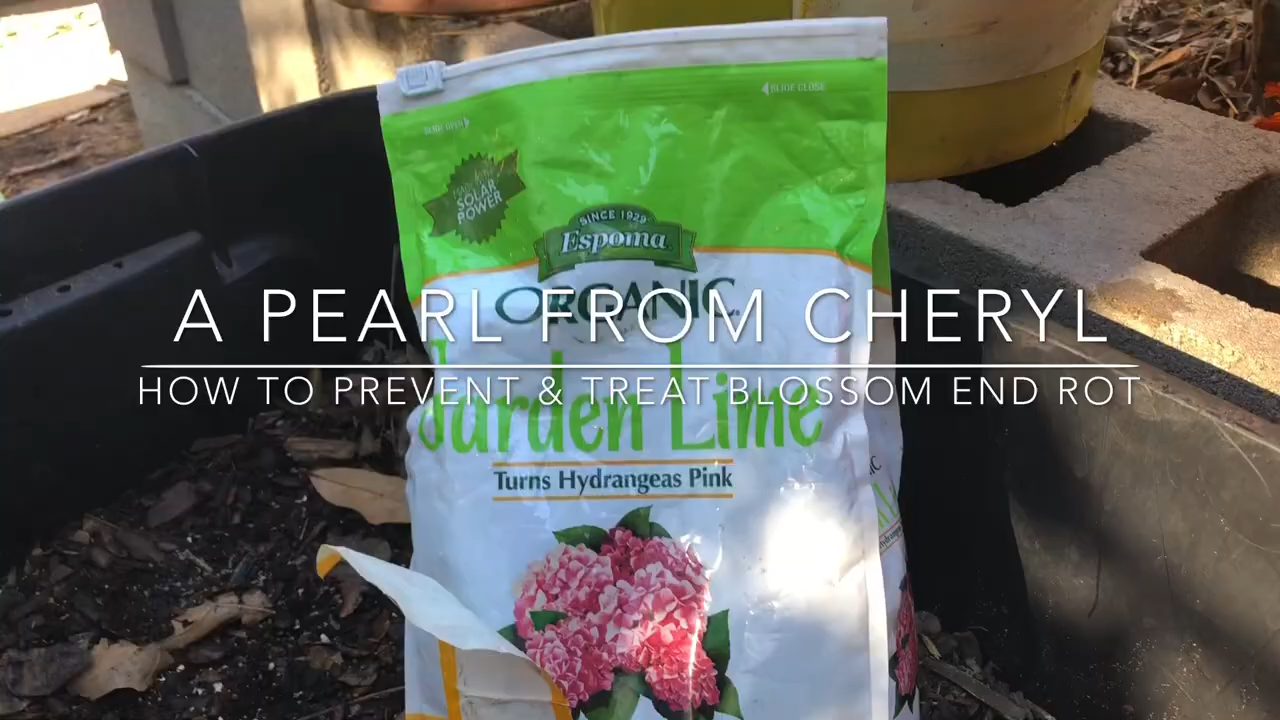 SLIDE CLOSE
SLIDE OPEN
SOLAR
POWER
SINCE 1929
Espoma
ORGANIC
A PEARL FROM CHERYL
HOW TO PREVENT & TREAT BLOSSOM END ROT
Garden Lime
Turns Hydrangeas Pink